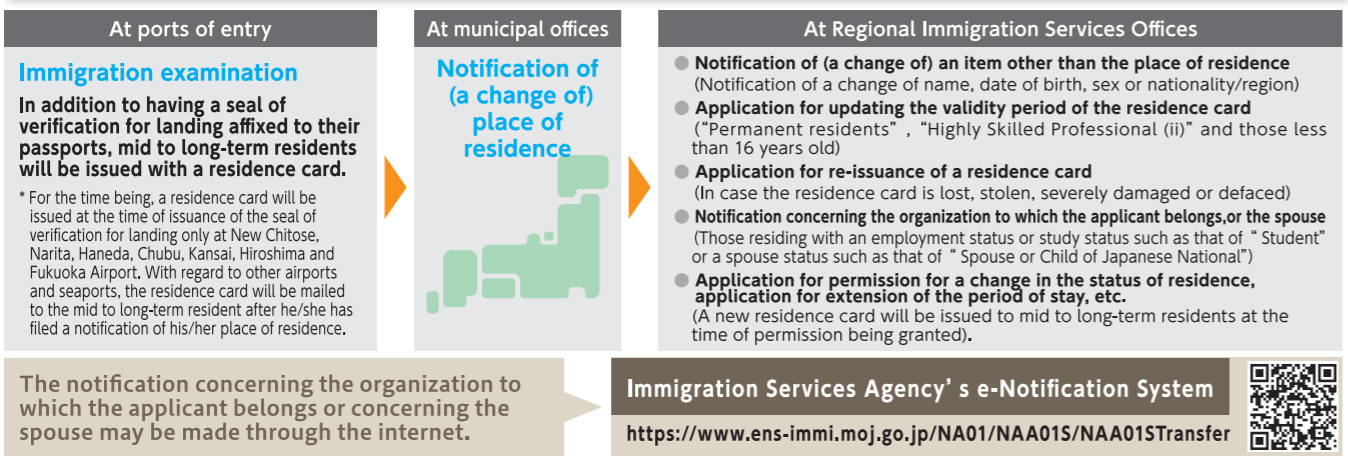 At ports of entry
Immigration examination
In addition to having a seal of
verification for landing affixed to their
passports, mid to long-term residents
will be issued with a residence card.
* For the time being, a residence card will be
issued at the time of issuance of the seal of
verification for landing only at New Chitose,
Narita, Haneda, Chubu, Kansai, Hiroshima and
Fukuoka Airport. With regard to other airports
and seaports, the residence card will be mailed
to the mid to long-term resident after he/she has
filed a notification of his/her place of residence.
At municipal offices
Notification of
(a change of)
place of
residence
At Regional Immigration Services Offices
● Notification of (a change of) an item other than the place of residence
(Notification of a change of name, date of birth, sex or nationality/region)
● Application for updating the validity period of the residence card
(“Permanent residents” , “Highly Skilled Professional (ii)” and those less
than 16 years old)
● Application for re-issuance of a residence card
(In case the residence card is lost, stolen, severely damaged or defaced)
● Notification concerning the organization to which the applicant belongs,or the spouse
(Those residing with an employment status or study status such as that of “ Student”
or a spouse status such as that of “ Spouse or Child of Japanese National”)
● Application for permission for a change in the status of residence,
application for extension of the period of stay, etc.
(A new residence card will be issued to mid to long-term residents at the
time of permission being granted).
The notification concerning the organization to
which the applicant belongs or concerning the
spouse may be made through the internet.
Immigration Services Agency’ s e-Notification System
https://www.ens-immi.moj.go.jp/NA01/NAA01S/NAA01STransfer